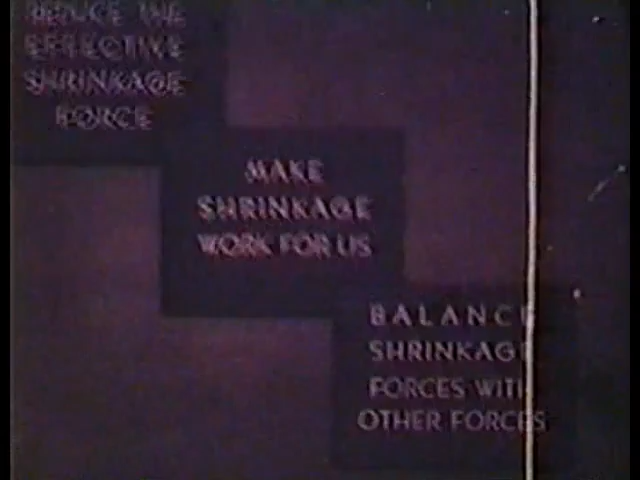 REDUCE THE
EFFECTIVE
SHRINKAGE
FORCE
MAKE
SHRINKAGE
WORK FOR US
BALANCE
SHRINKAGE
FORCES WITH
OTHER FORCES